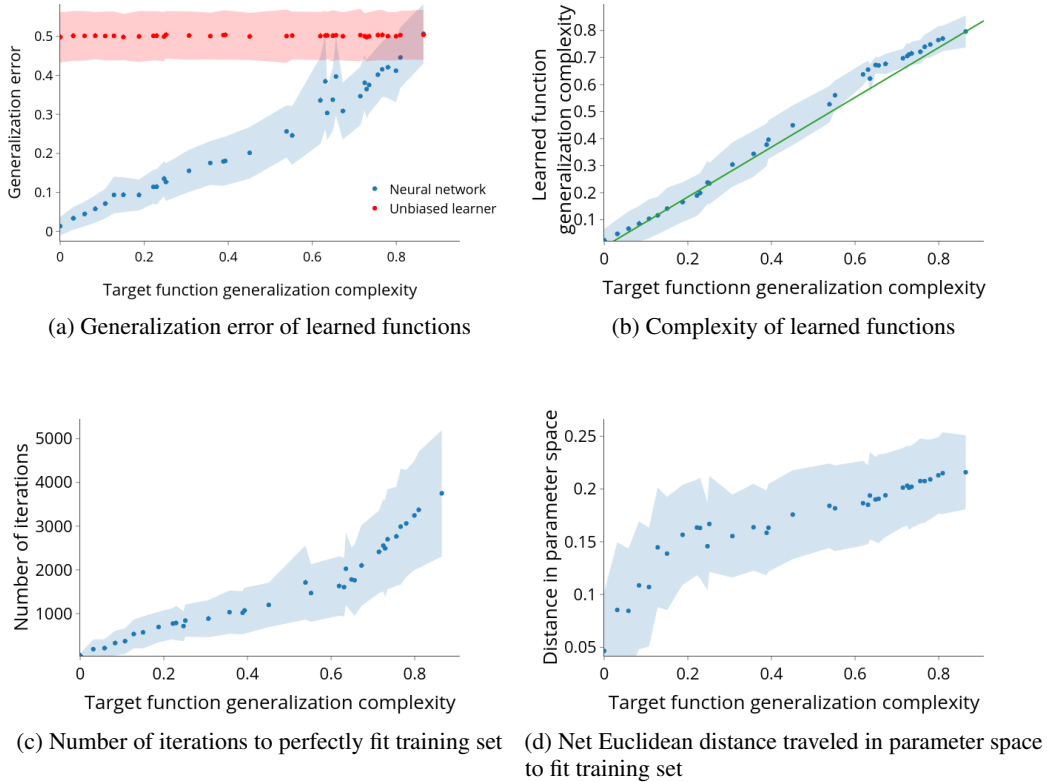 Generalization error
0.5
0.4
0.3
0.2
0.1
0
Neural network
Unbiased learner
0 0.2 0.4 0.6 0.8
Target function generalization complexity
(a) Generalization error of learned functions
Learned function
generalization complexity
0.8
0.7
0.6
0.5
0.4
0.3
0.2
0.1
0 0.2 0.4 0.6 0.8
Target functionn generalization complexity
(b) Complexity of learned functions
Number of iterations
5000
4000
3000
2000
1000
0 0.2 0.4 0.6 0.8
Target function generalization complexity
(c) Number of iterations to perfectly fit training set
Distance in parameter space
0.25
0.2
0.15
0.1
0.05
0 0.2 0.4 0.6 0.8
Target function generalization complexity
(d) Net Euclidean distance traveled in parameter space
to fit training set